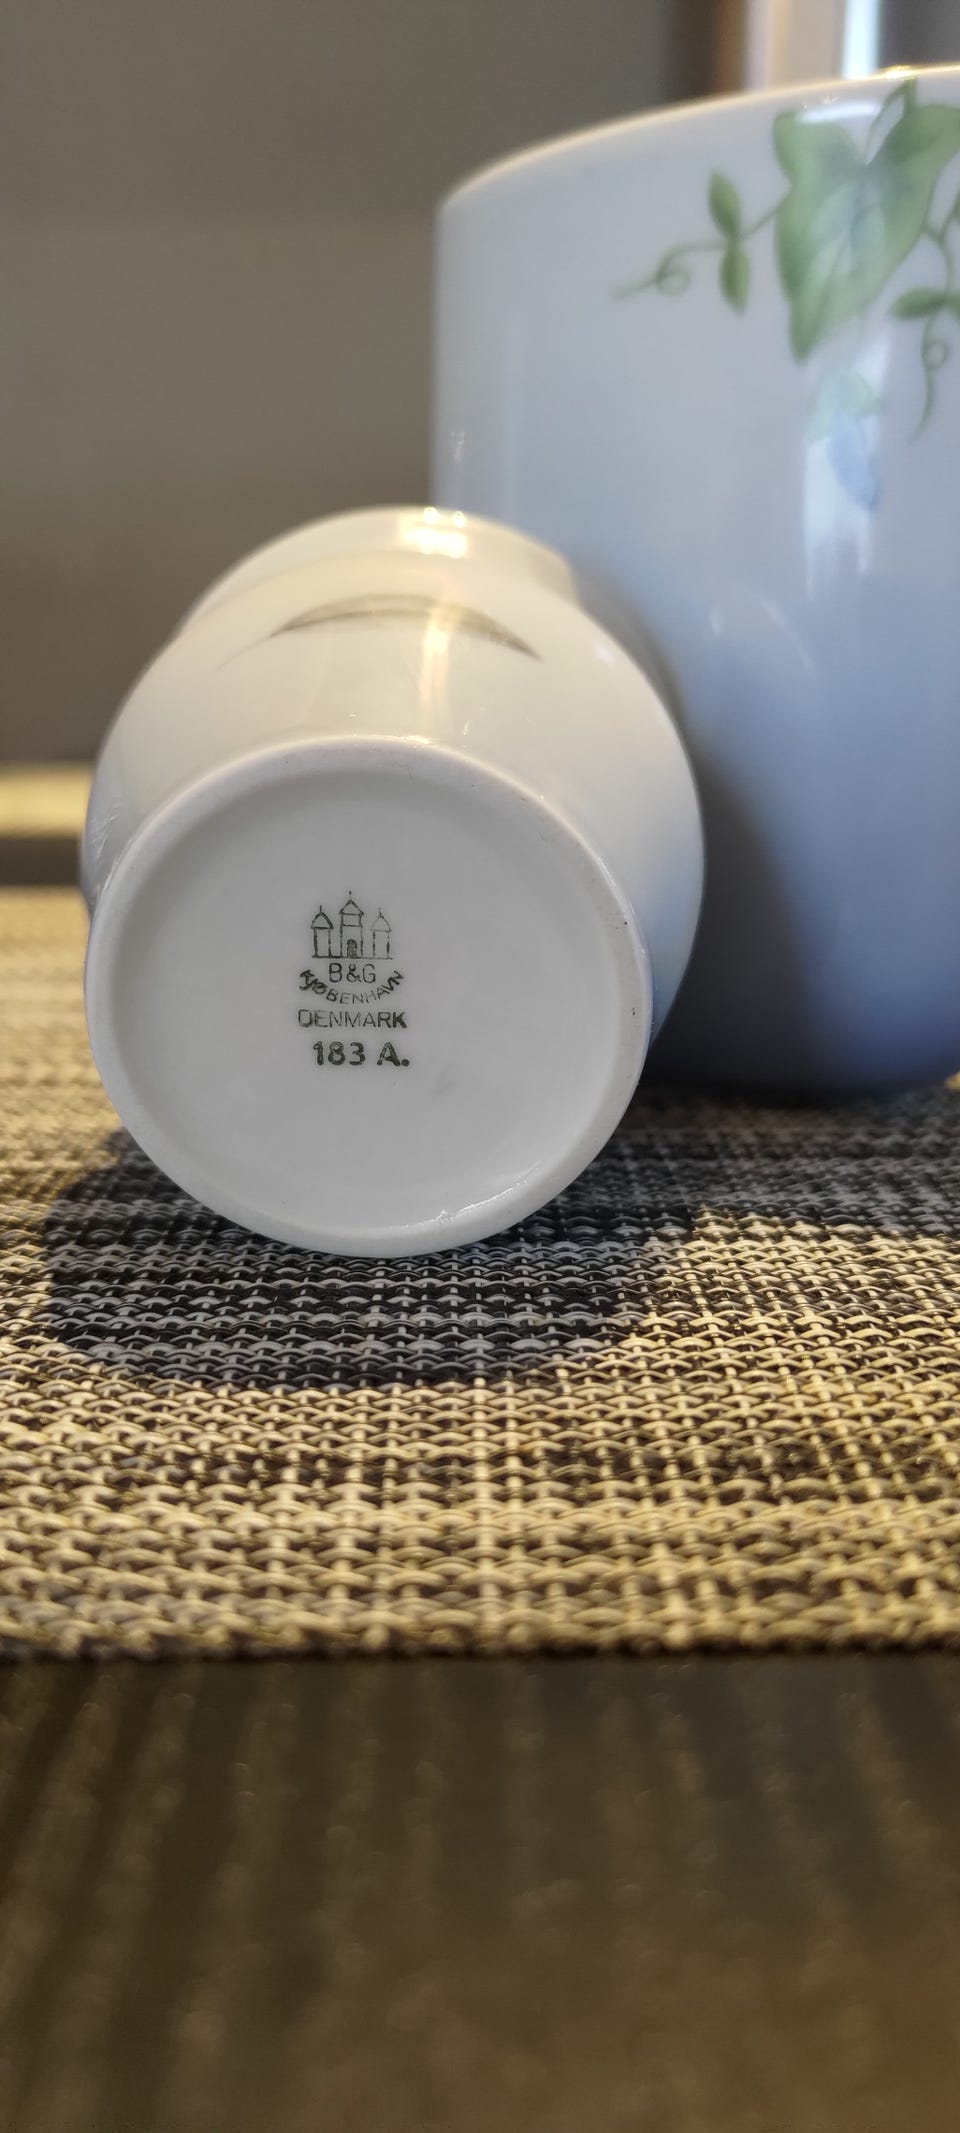 B&G
KJØBENHAVN
DENMARK
183 A.